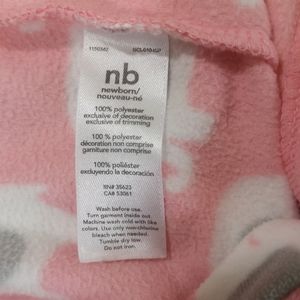 nb
newborn/
nouveau-né
100% polyester
exclusive of decoration
exclusive of trimming
100 % polyester
décoration non comprise
garniture non comprise
100% poliéster
excluyendo la decoración
RN# 35623
CA# 53061
Wash before use.
Turn garment inside out
Machine wash cold with like
colors. Use only non-chlorine
bleach when needed.
Tumble dry low.
Do not iron.